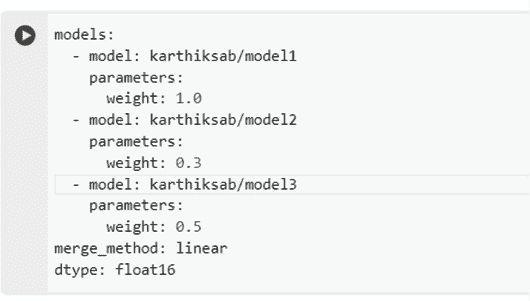 models:
  - model: karthiksab/model1
    parameters:
      weight: 1.0
  - model: karthiksab/model2
    parameters:
      weight: 0.3
  - model: karthiksab/model3
    parameters:
      weight: 0.5
merge_method: linear
dtype: float16